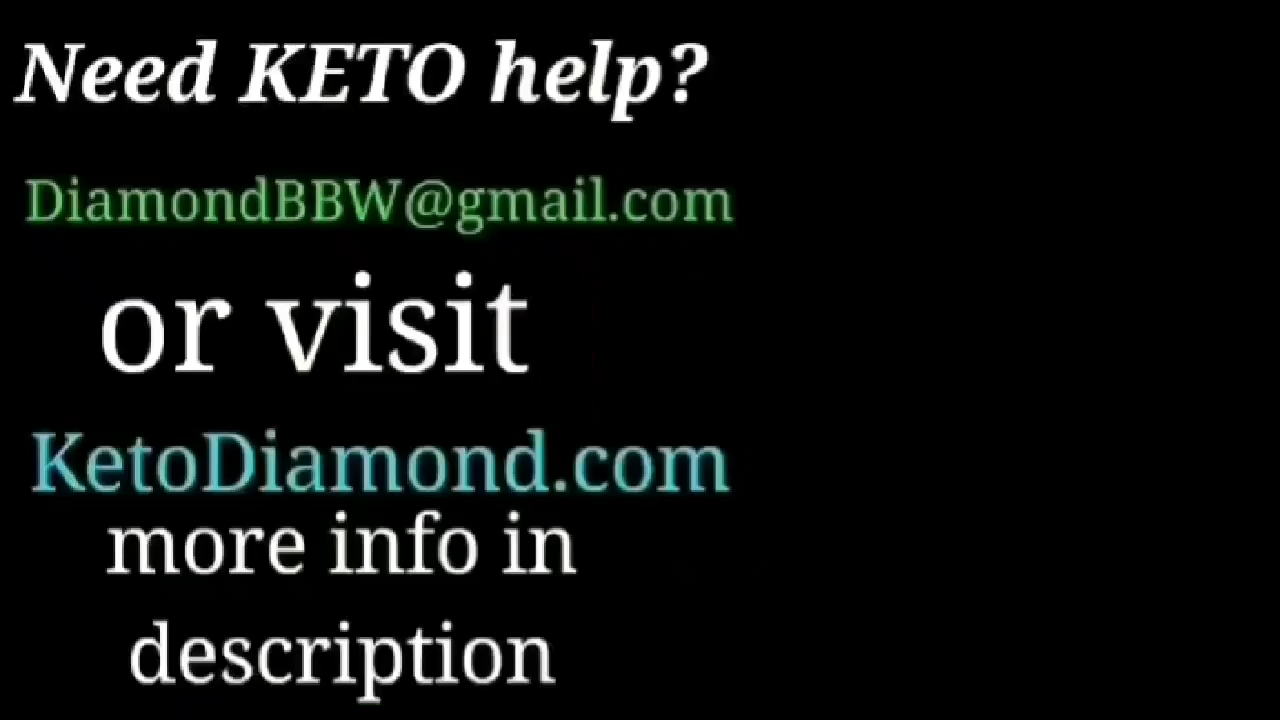 Need KETO help?
DiamondBBW@gmail.com
or visit
KetoDiamond.com
more info in
description